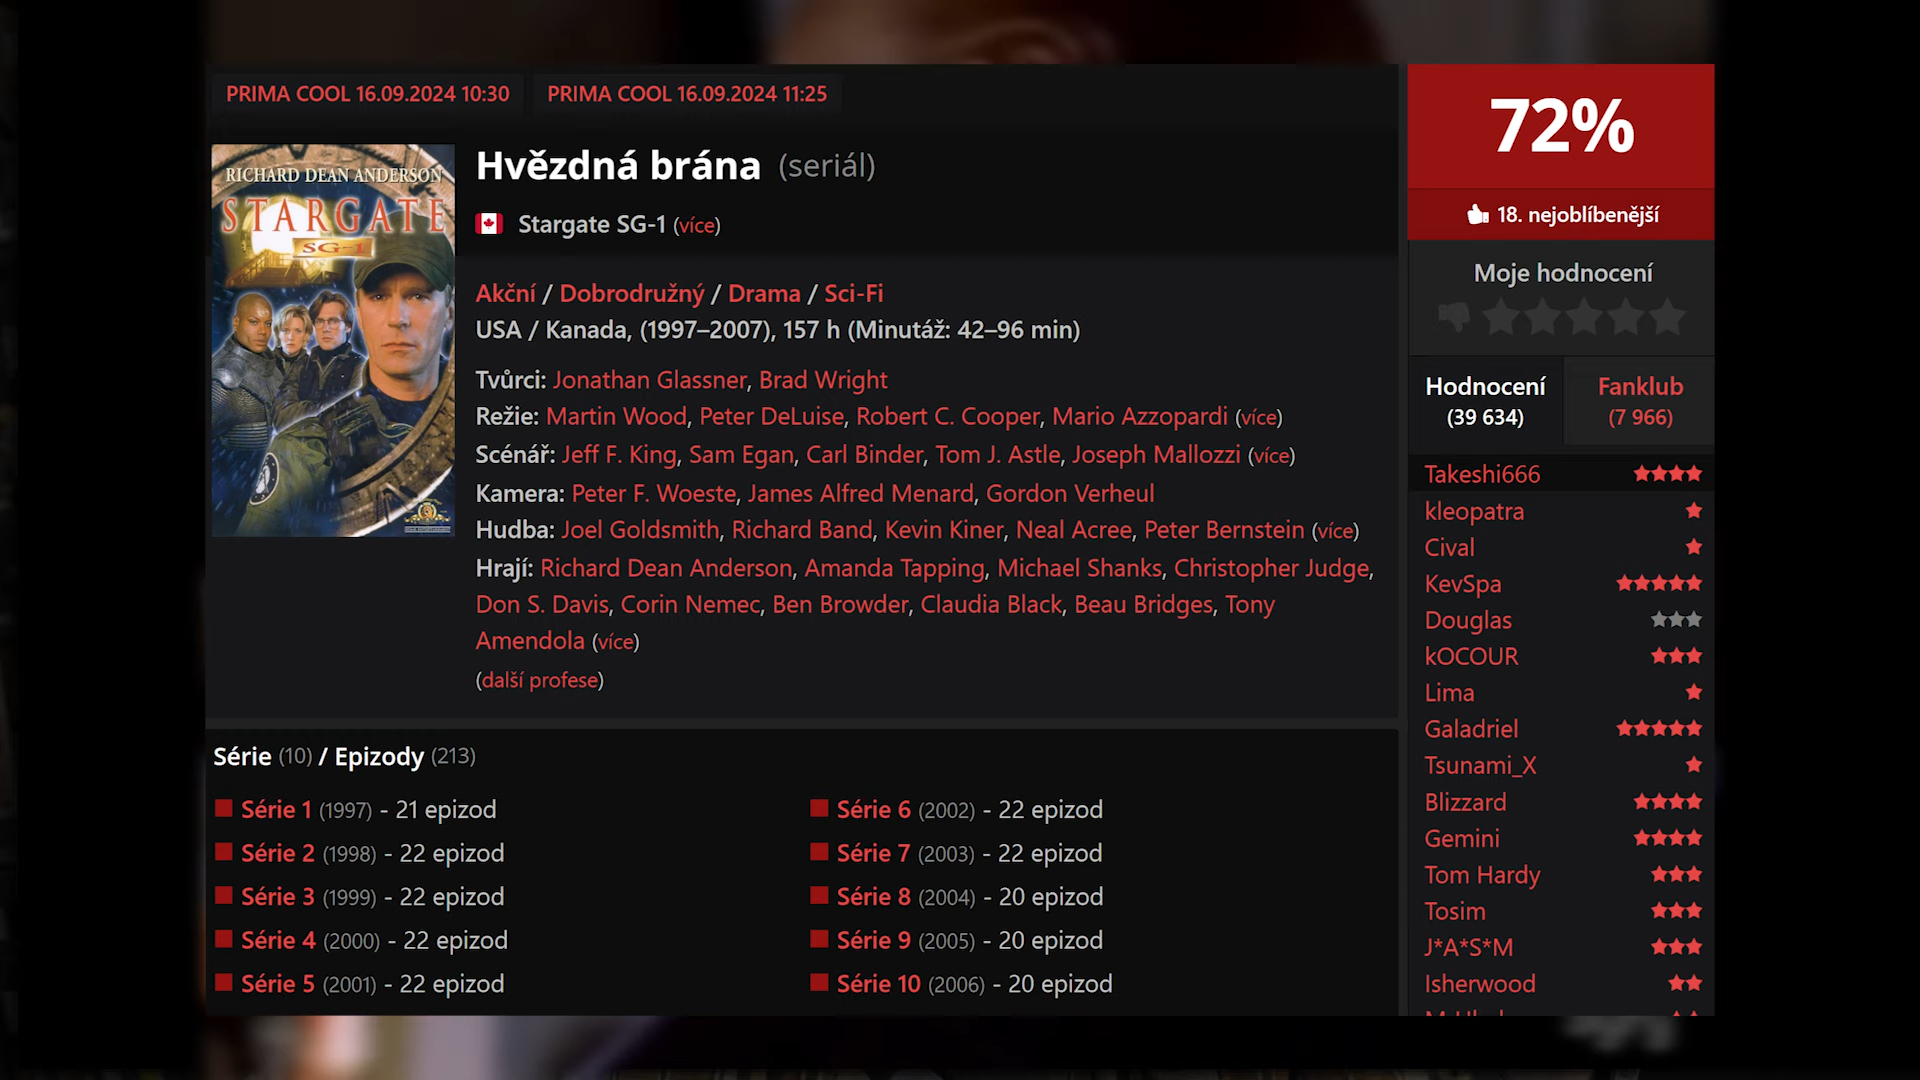 PRIMA COOL 16.09.2024 10:30 PRIMA COOL 16.09.2024 11:25
RICHARD DEAN ANDERSON
STARGATE
SG-1
Hvězdná brána (seriál)
Stargate SG-1 (více)
Akční / Dobrodružný / Drama / Sci-Fi
USA / Kanada, (1997–2007), 157 h (Minutáž: 42–96 min)
Tvůrci: Jonathan Glassner, Brad Wright
Režie: Martin Wood, Peter DeLuise, Robert C. Cooper, Mario Azzopardi (více)
Scénář: Jeff F. King, Sam Egan, Carl Binder, Tom J. Astle, Joseph Mallozzi (více)
Kamera: Peter F. Woeste, James Alfred Menard, Gordon Verheul
Hudba: Joel Goldsmith, Richard Band, Kevin Kiner, Neal Acree, Peter Bernstein (více)
Hrají: Richard Dean Anderson, Amanda Tapping, Michael Shanks, Christopher Judge,
Don S. Davis, Corin Nemec, Ben Browder, Claudia Black, Beau Bridges, Tony
Amendola (více)
(další profese)
Série (10) / Epizody (213)
Série 1 (1997) - 21 epizod
Série 2 (1998) - 22 epizod
Série 3 (1999) - 22 epizod
Série 4 (2000) - 22 epizod
Série 5 (2001) - 22 epizod
Série 6 (2002) - 22 epizod
Série 7 (2003) - 22 epizod
Série 8 (2004) - 20 epizod
Série 9 (2005) - 20 epizod
Série 10 (2006) - 20 epizod
72%
18. nejoblíbenější
Moje hodnocení
Hodnocení Fanklub
(39 634) (7 966)
Takeshi666
kleopatra
Cival
KevSpa
Douglas
kOCOUR
Lima
Galadriel
Tsunami_X
Blizzard
Gemini
Tom Hardy
Tosim
J*A*S*M
Isherwood